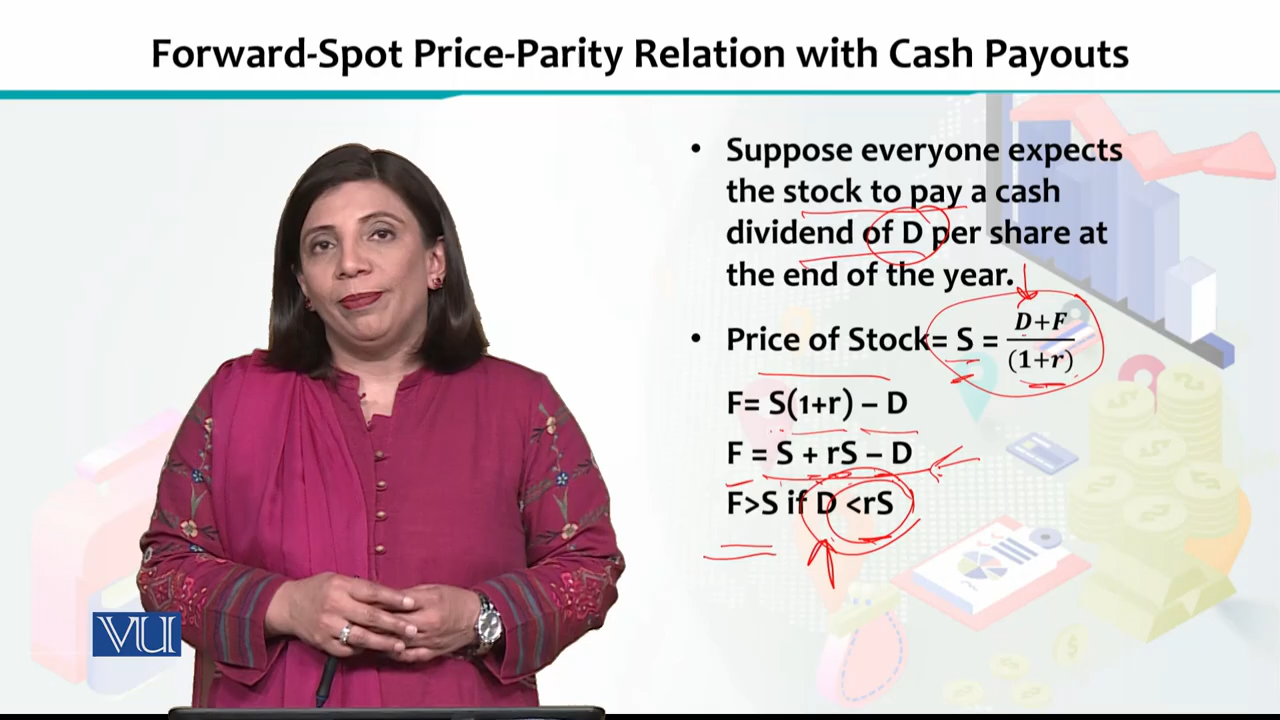 Forward-Spot Price-Parity Relation with Cash Payouts
• Suppose everyone expects
the stock to pay a cash
dividend of D per share at
the end of the year.
• Price of Stock= S = D+F/(1+r)
F= S(1+r) – D
F = S + rS – D
F>S if D <rS
VU